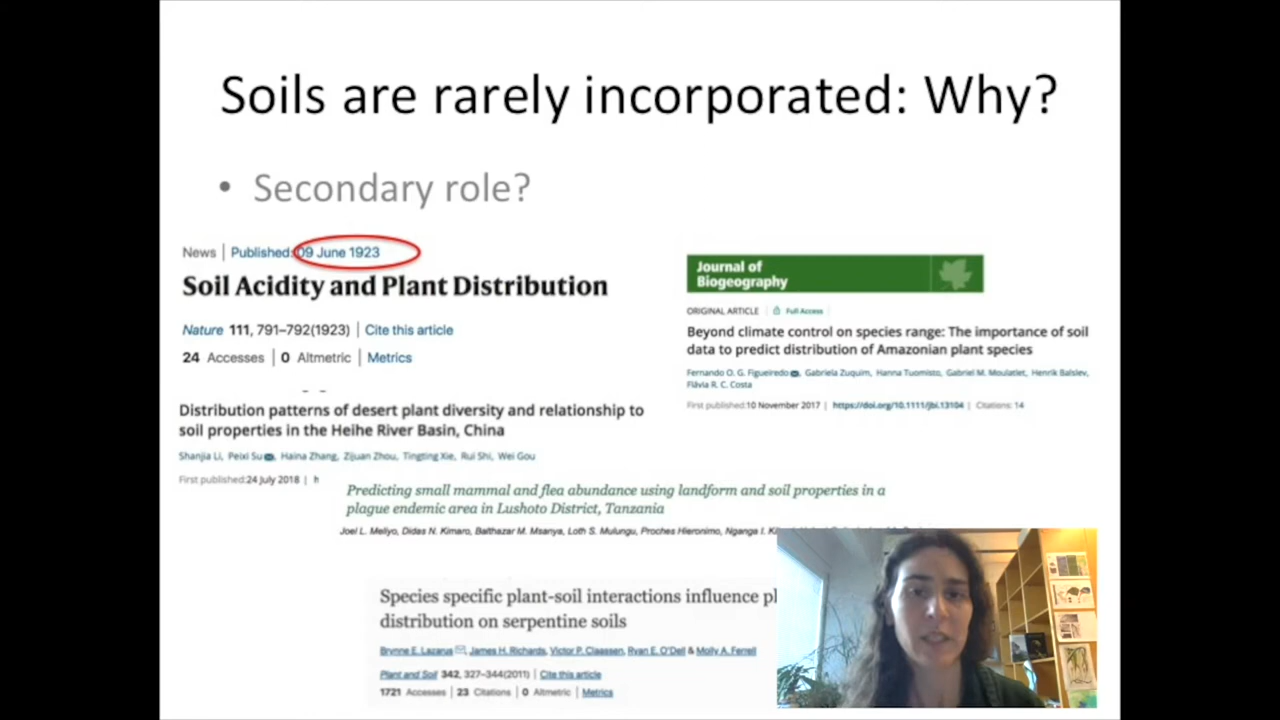 Soils are rarely incorporated: Why?
• Secondary role?
News | Published: 09 June 1923
Soil Acidity and Plant Distribution
Nature 111, 791–792(1923) | Cite this article
24 Accesses | 0 Altmetric | Metrics
Journal of
Biogeography
ORIGINAL ARTICLE | Full Access
Beyond climate control on species range: The importance of soil
data to predict distribution of Amazonian plant species
Fernando O. G. Figueiredo, Gabriela Zuquim, Hanna Tuomisto, Gabriel M. Moulatlet, Henrik Balslev,
Flávia R. C. Costa
First published:10 November 2017 | https://doi.org/10.1111/jbi.13104 | Citations: 14
Distribution patterns of desert plant diversity and relationship to
soil properties in the Heihe River Basin, China
Shanjia Li, Peixi Su, Haina Zhang, Zijuan Zhou, Tingting Xie, Rui Shi, Wei Gou
First published:24 July 2018 | h
Predicting small mammal and flea abundance using landform and soil properties in a
plague endemic area in Lushoto District, Tanzania
Joel L. Meliyo, Didas N. Kimaro, Balthazar M. Msanya, Loth S. Mulungu, Proches Hieronimo, Nganga I.
Species specific plant-soil interactions influence pl
distribution on serpentine soils
Brynne E. Lazarus, James H. Richards, Victor P. Claassen, Ryan E. O'Dell & Molly A. Ferrell
Plant and Soil 342, 327–344(2011) | Cite this article
1721 Accesses | 23 Citations | 0 Altmetric | Metrics